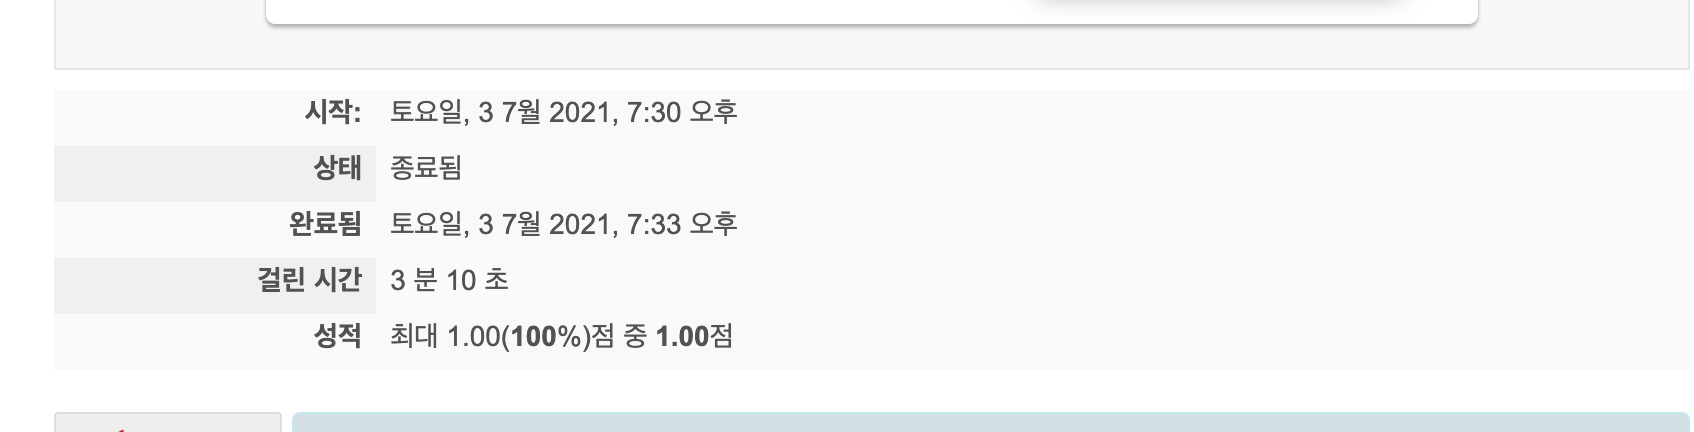 시작: 토요일, 3 7월 2021, 7:30 오후
상태 종료됨
완료됨 토요일, 3 7월 2021, 7:33 오후
걸린 시간 3 분 10 초
성적 최대 1.00(100%)점 중 1.00점